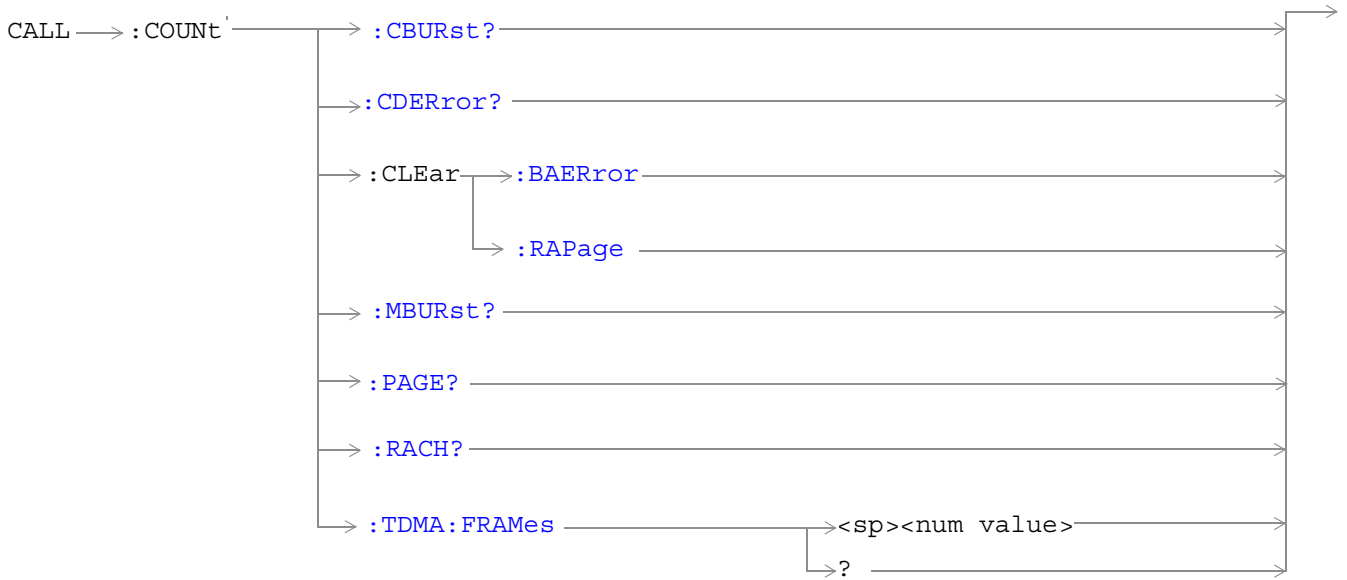 CALL :COUNt :CBURst?
:CDERror?
:CLEar :BAERror
:RAPage
:MBURst?
:PAGE?
:RACH?
:TDMA:FRAMes <sp><num value>
?